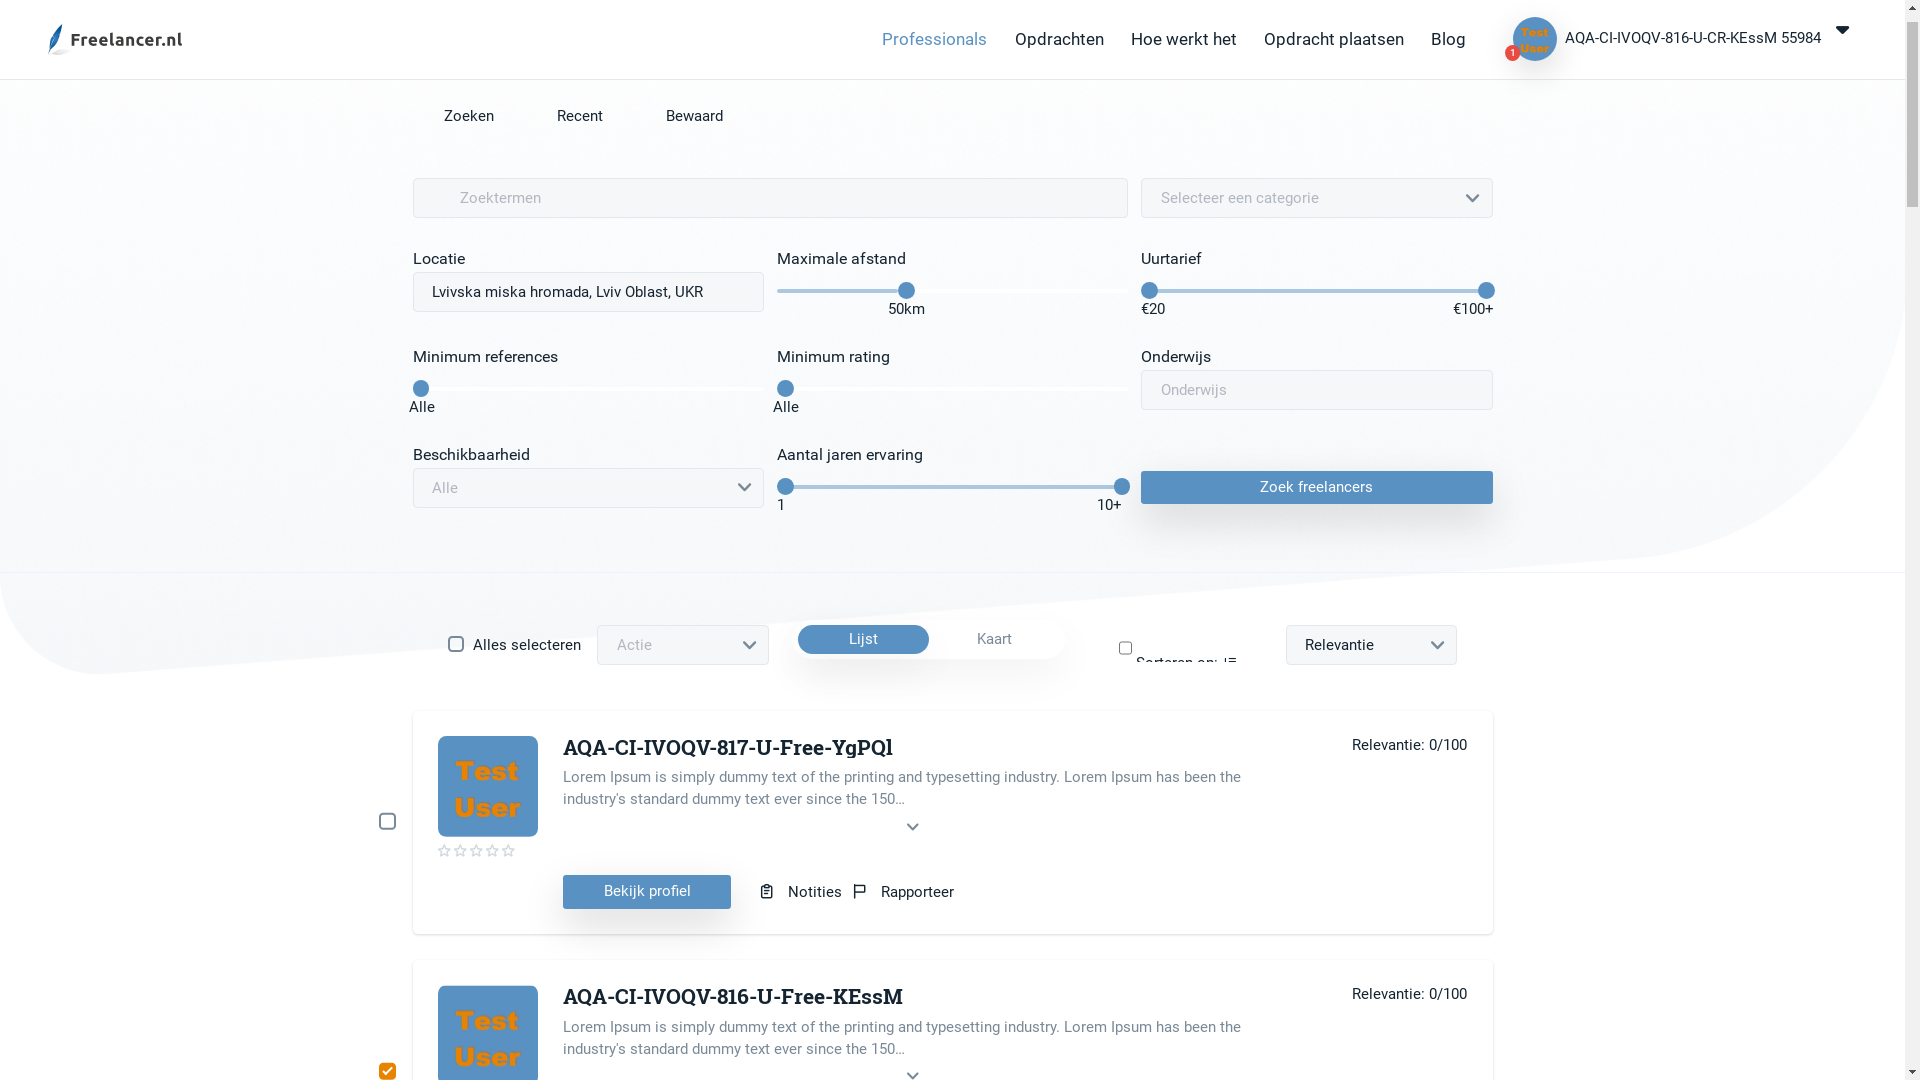 Freelancer.nl
Professionals
Opdrachten
Hoe werkt het
Opdracht plaatsen
Blog
Test
User
1
AQA-CI-IVOQV-816-U-CR-KEssM 55984
Zoeken
Recent
Bewaard
Zoektermen
Selecteer een categorie
Locatie
Maximale afstand
Uurtarief
Lvivska miska hromada, Lviv Oblast, UKR
50km
€20
€100+
Minimum references
Minimum rating
Onderwijs
Alle
Alle
Onderwijs
Beschikbaarheid
Aantal jaren ervaring
Alle
1
10+
Zoek freelancers
Alles selecteren
Actie
Lijst
Kaart
Sorteren op:
Relevantie
Test
User
AQA-CI-IVOQV-817-U-Free-YgPQl
Relevantie: 0/100
Lorem Ipsum is simply dummy text of the printing and typesetting industry. Lorem Ipsum has been the
industry's standard dummy text ever since the 150...
Bekijk profiel
Notities
Rapporteer
Test
User
AQA-CI-IVOQV-816-U-Free-KEssM
Relevantie: 0/100
Lorem Ipsum is simply dummy text of the printing and typesetting industry. Lorem Ipsum has been the
industry's standard dummy text ever since the 150...